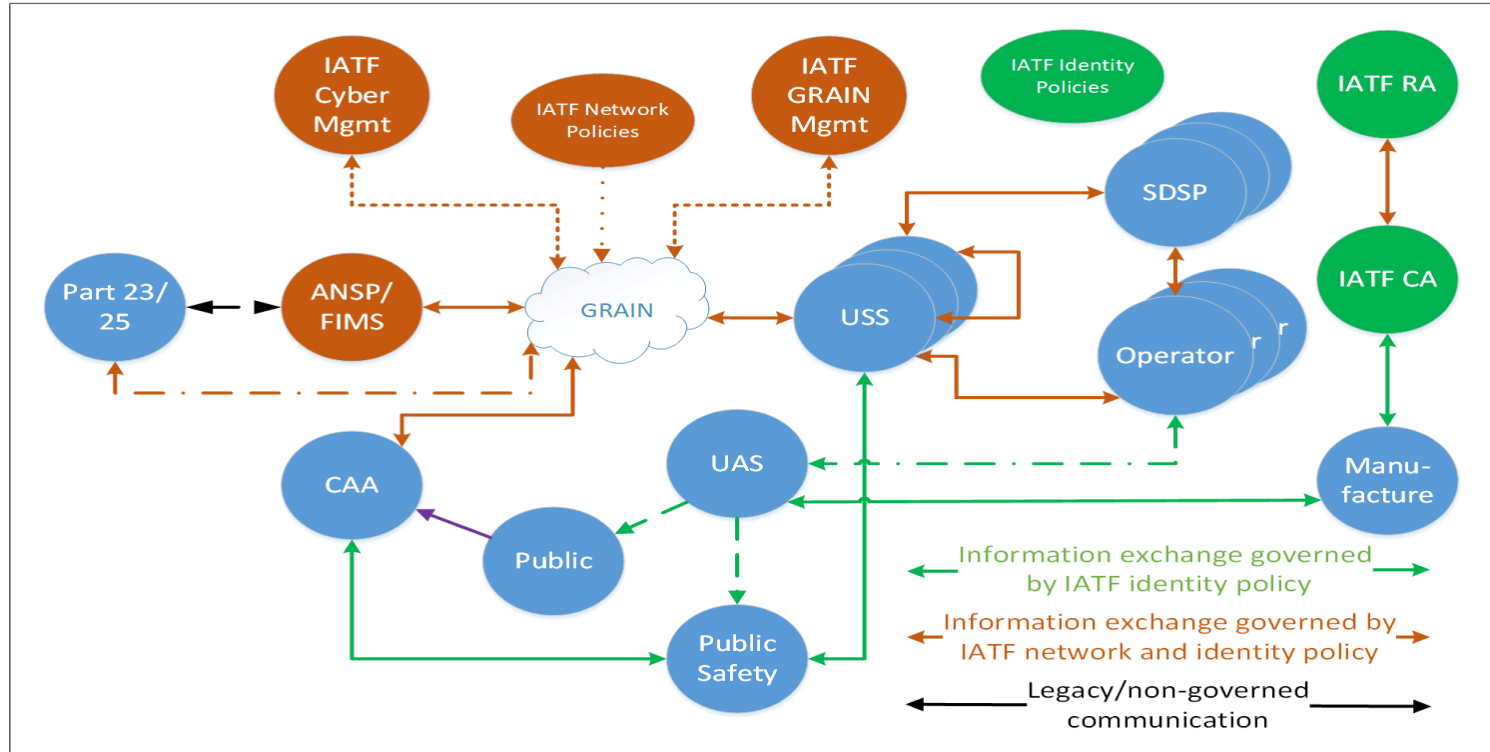 IATF
Cyber
Mgmt
IATF Network
Policies
IATF
GRAIN
Mgmt
IATF Identity
Policies
IATF RA
SDSP
Part 23/
25
ANSP/
FIMS
GRAIN
USS
IATF CA
Operator
r
r
CAA
UAS
Manu-
facture
Public
Public
Safety
Information exchange governed
by IATF identity policy
Information exchange governed by
IATF network and identity policy
Legacy/non-governed
communication